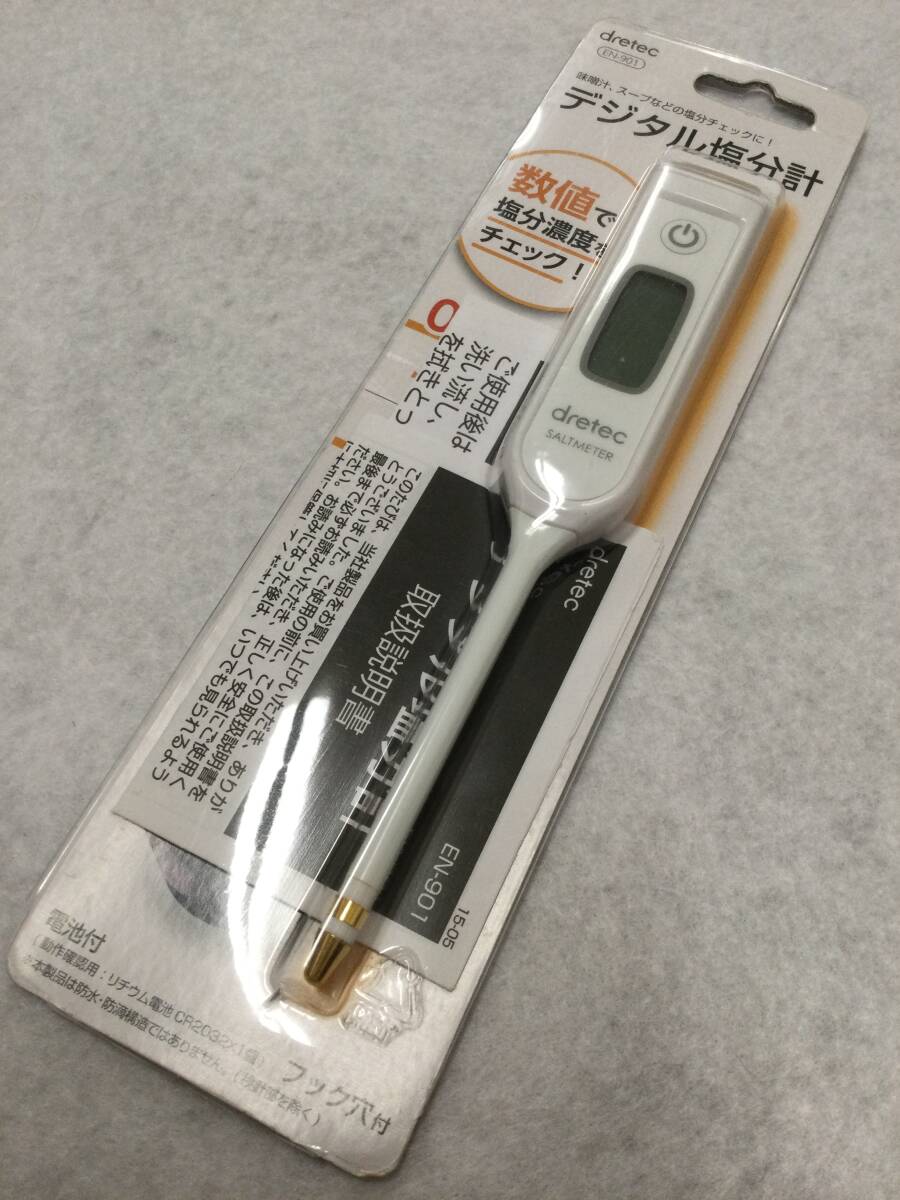 dretec
EN-901
味噌汁、スープなどの塩分チェックに!
デジタル塩分計
数値で
塩分濃度を
チェック!
0
ご使用後は
洗い流し、
を拭きとっ
dretec
SALTMETER
このたびは、当社製品をお買い上げいただき、ありが
とうございました。ご使用の前に、この取扱説明書を
最後まで必ずお読みいただき、正しく安全にご使用く
ださい。お読みになった後は、いつでも見られるよう
dretec
取扱説明書
EN-901
15-05
電池付
(動作確認用:リチウム電池 CR2032×1個)
フック穴付
※本製品は防水・防滴構造ではありません。(浸計部を除く)